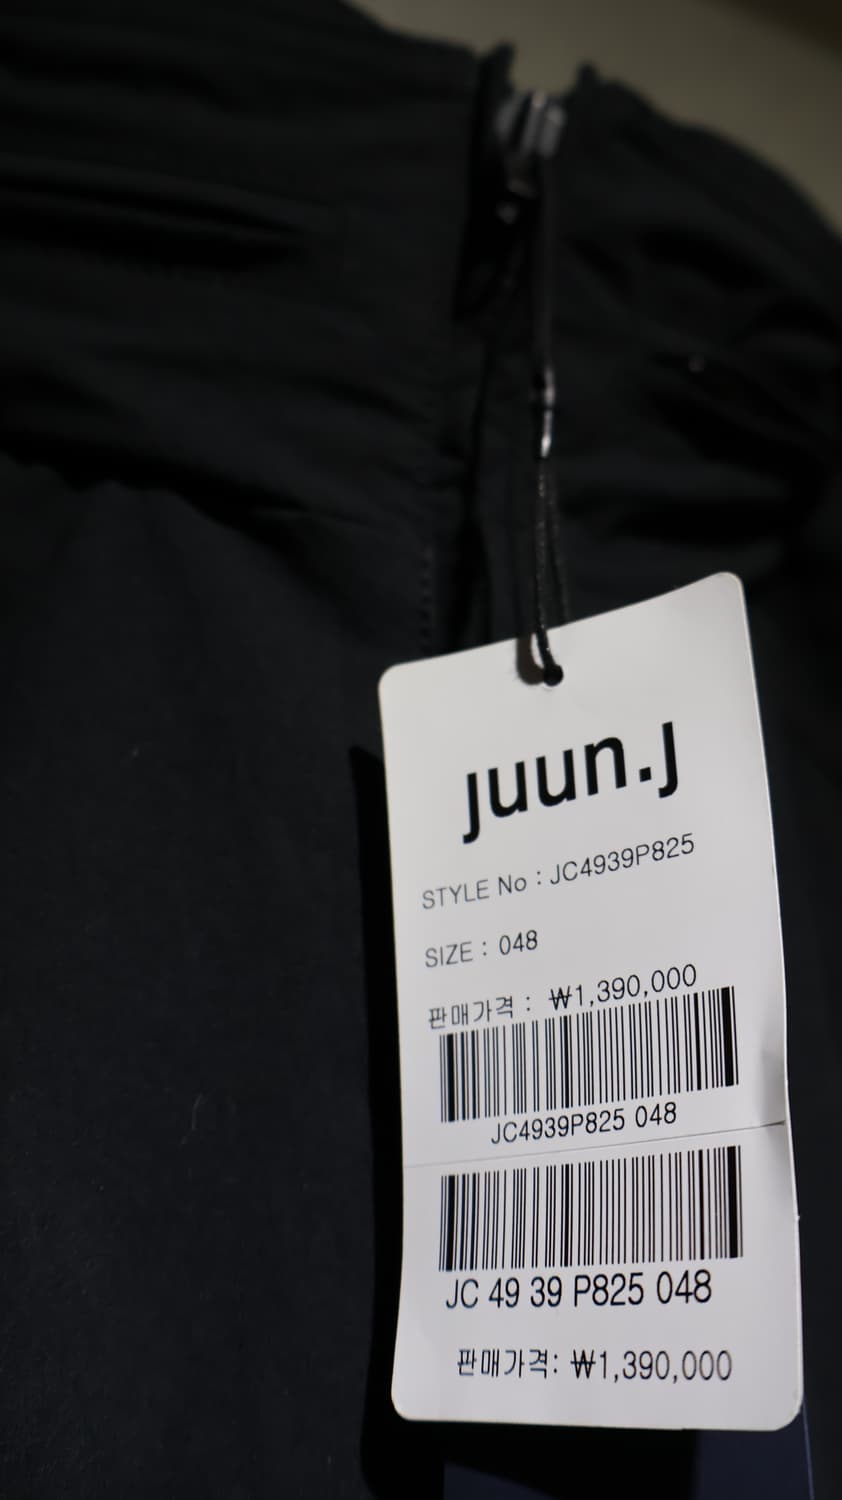 juun.j
STYLE No : JC4939P825
SIZE : 048
판매가격 : ₩1,390,000
JC4939P825 048
JC 49 39 P825 048
판매가격: ₩1,390,000